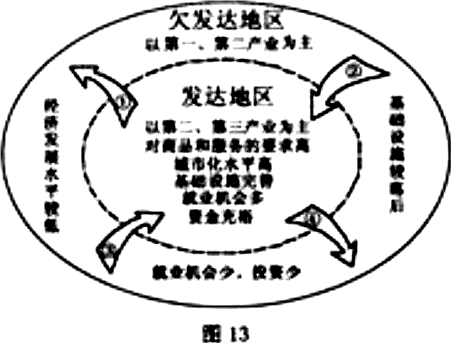 欠发达地区
以第一、第二产业为主
①
②
发达地区
以第二、第三产业为主
对商品和服务的要求高
城市化水平高
基础设施完善
就业机会多
资金充裕
经济发展水平较低
基础设施较落后
③
④
就业机会少，投资少
图 13